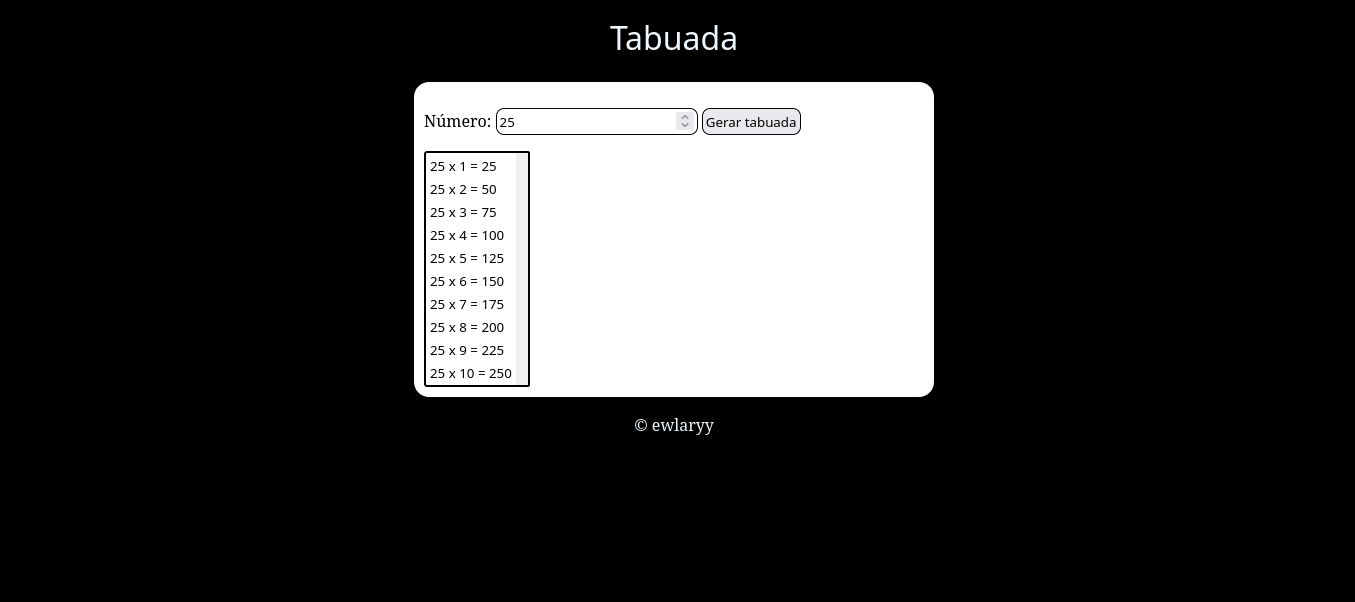 Tabuada
Número: 25 Gerar tabuada
25 x 1 = 25
25 x 2 = 50
25 x 3 = 75
25 x 4 = 100
25 x 5 = 125
25 x 6 = 150
25 x 7 = 175
25 x 8 = 200
25 x 9 = 225
25 x 10 = 250
© ewlaryy